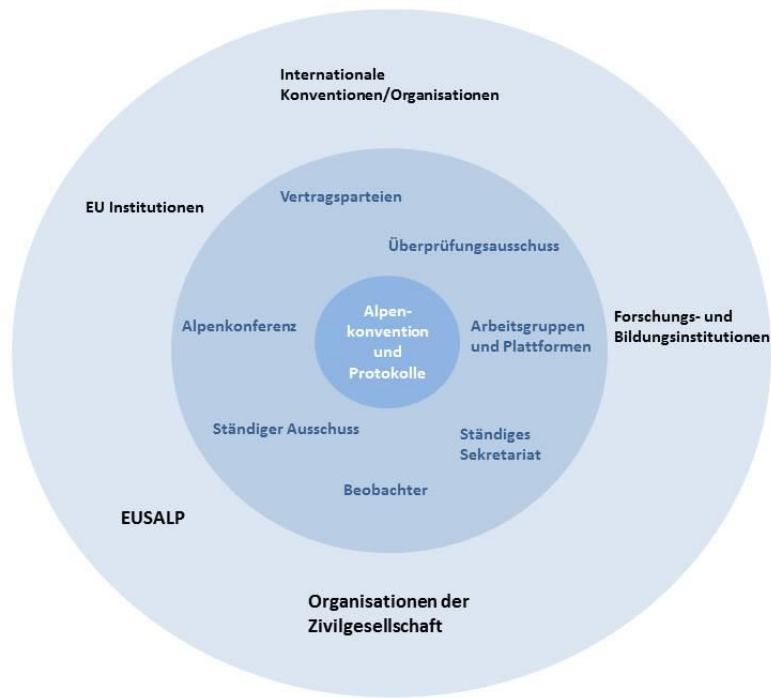 Internationale
Konventionen/Organisationen
EU Institutionen
Vertragsparteien
Überprüfungsausschuss
Alpenkonferenz
Alpen-
konvention
und
Protokolle
Arbeitsgruppen
und Plattformen
Forschungs- und
Bildungsinstitutionen
Ständiger Ausschuss
Ständiges
Sekretariat
Beobachter
EUSALP
Organisationen der
Zivilgesellschaft